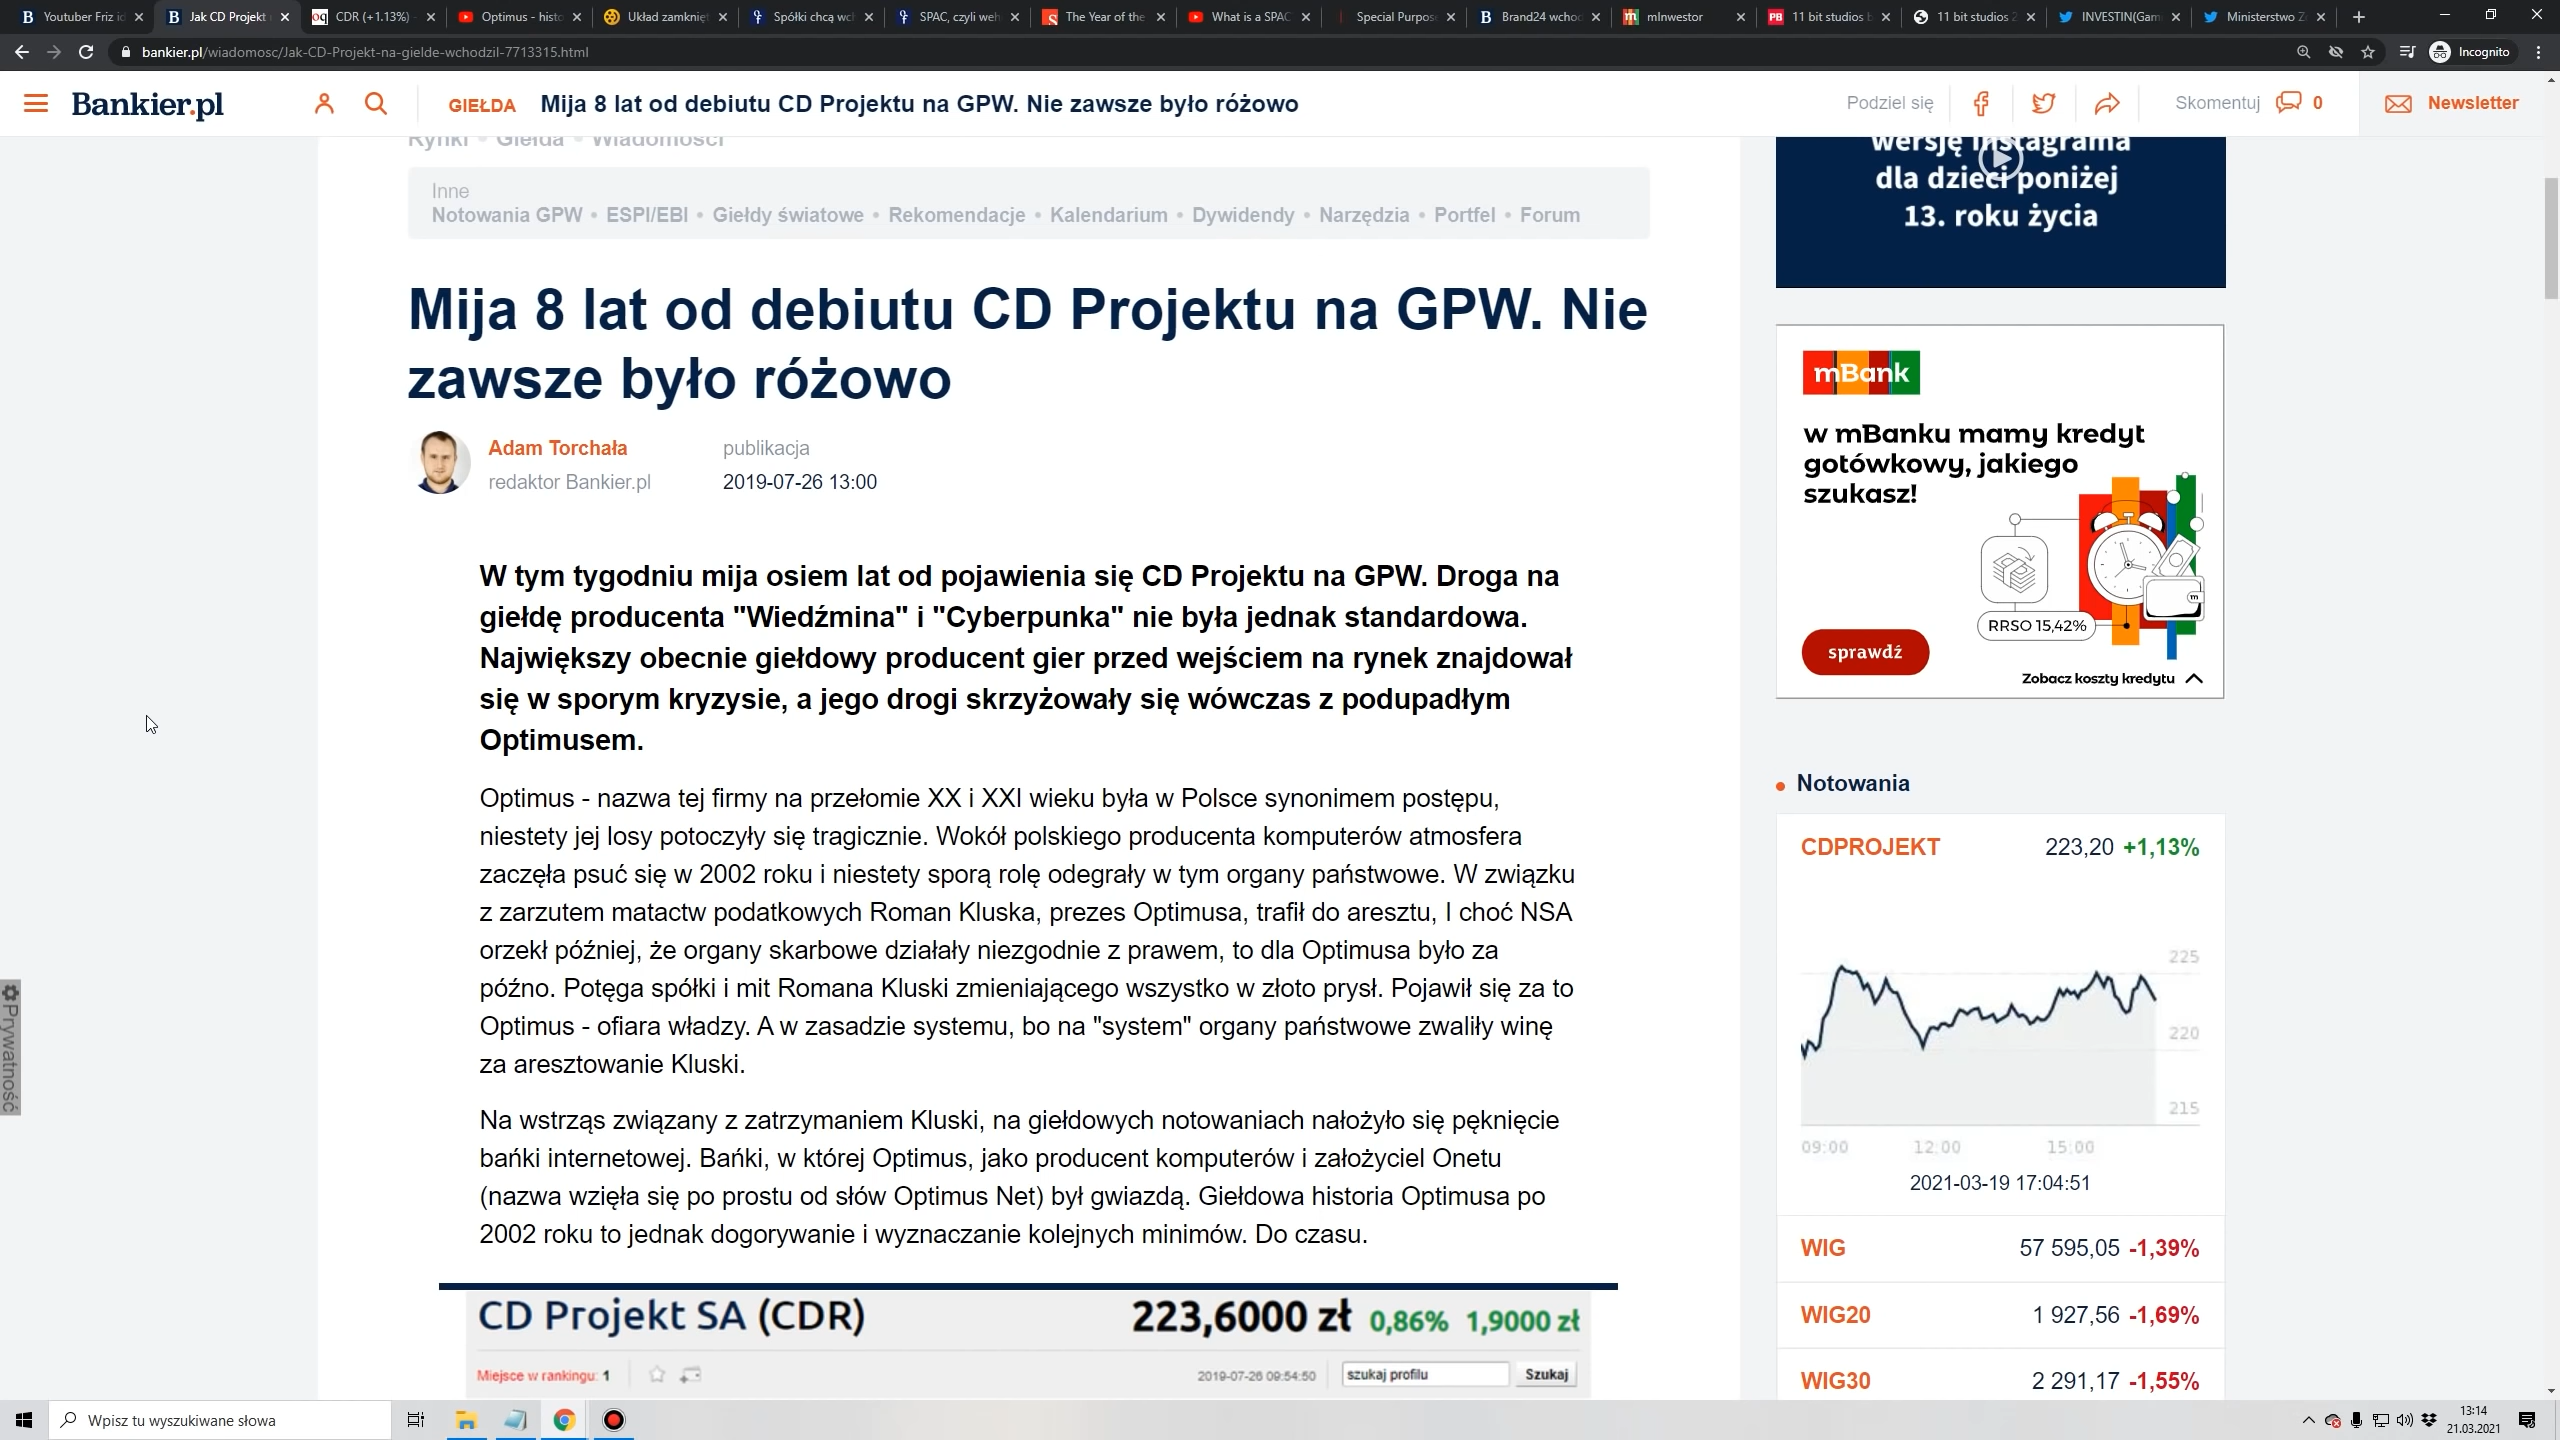 Youtuber Friz id
Jak CD Projekt
CDR (+1.13%)
Optimus - histo
Układ zamknięt
Spółki chcą wch
SPAC, czyli weh
The Year of the
What is a SPAC
Special Purpos
Brand24 wchod
mInwestor
11 bit studios
11 bit studios
INVESTIN(Gam
Ministerstwo
bankier.pl/wiadomosc/Jak-CD-Projekt-na-gieldzie-wchodzil-7713315.html
Incognito
Bankier.pl
GIEŁDA Mija 8 lat od debiutu CD Projektu na GPW. Nie zawsze było różowo
Podziel się
Skomentuj 0
Newsletter
Rynki • Giełda • Wiadomości
Inne
Notowania GPW • ESPI/EBI • Giełdy światowe • Rekomendacje • Kalendarium • Dywidendy • Narzędzia • Portfel • Forum
Mija 8 lat od debiutu CD Projektu na GPW. Nie
zawsze było różowo
Adam Torchała
redaktor Bankier.pl
publikacja
2019-07-26 13:00
W tym tygodniu mija osiem lat od pojawienia się CD Projektu na GPW. Droga na
giełdę producenta "Wiedźmina" i "Cyberpunka" nie była jednak standardowa.
Największy obecnie giełdowy producent gier przed wejściem na rynek znajdował
się w sporym kryzysie, a jego drogi skrzyżowały się wówczas z podupadłym
Optimusem.
Optimus - nazwa tej firmy na przełomie XX i XXI wieku była w Polsce synonimem postępu,
niestety jej losy potoczyły się tragicznie. Wokół polskiego producenta komputerów atmosfera
zaczęła psuć się w 2002 roku i niestety sporą rolę odegrały w tym organy państwowe. W związku
z zarzutem matactw podatkowych Roman Kluska, prezes Optimusa, trafił do aresztu, I choć NSA
orzekł później, że organy skarbowe działały niezgodnie z prawem, to dla Optimusa było za
późno. Potęga spółki i mit Romana Kluski zmieniającego wszystko w złoto prysł. Pojawił się za to
Optimus - ofiara władzy. A w zasadzie systemu, bo na "system" organy państwowe zwaliły winę
za aresztowanie Kluski.
Na wstrząs związany z zatrzymaniem Kluski, na giełdowych notowaniach nałożyło się pęknięcie
bańki internetowej. Bańki, w której Optimus, jako producent komputerów i założyciel Onetu
(nazwa wzięła się po prostu od słów Optimus Net) był gwiazdą. Giełdowa historia Optimusa po
2002 roku to jednak dogorywanie i wyznaczanie kolejnych minimów. Do czasu.
CD Projekt SA (CDR) 223,6000 zł 0,86% 1,9000 zł
Miejsce w rankingu: 1
2019-07-26 09:54:50
szukaj profilu
Szukaj
wersję Instagrama
dla dzieci poniżej
13. roku życia
mBank
w mBanku mamy kredyt
gotówkowy, jakiego
szukasz!
RRSO 15,42%
sprawdź
Zobacz koszty kredytu
Notowania
CDPROJEKT 223,20 +1,13%
225
220
215
09:00 12:00 15:00
2021-03-19 17:04:51
WIG 57 595,05 -1,39%
WIG20 1 927,56 -1,69%
WIG30 2 291,17 -1,55%
Prywatność
Wpisz tu wyszukiwane słowa
13:14
21.03.2021